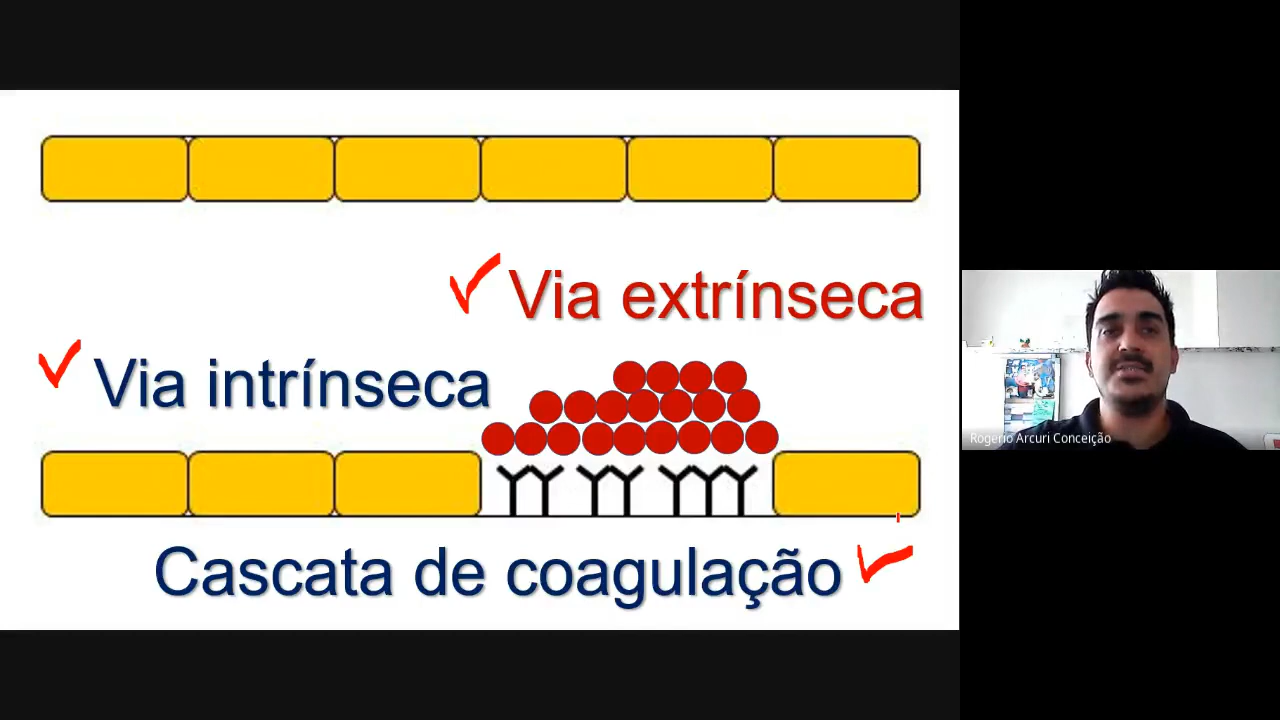 Via extrínseca
Via intrínseca
Cascata de coagulação
Rogerio Arcuri Conceição